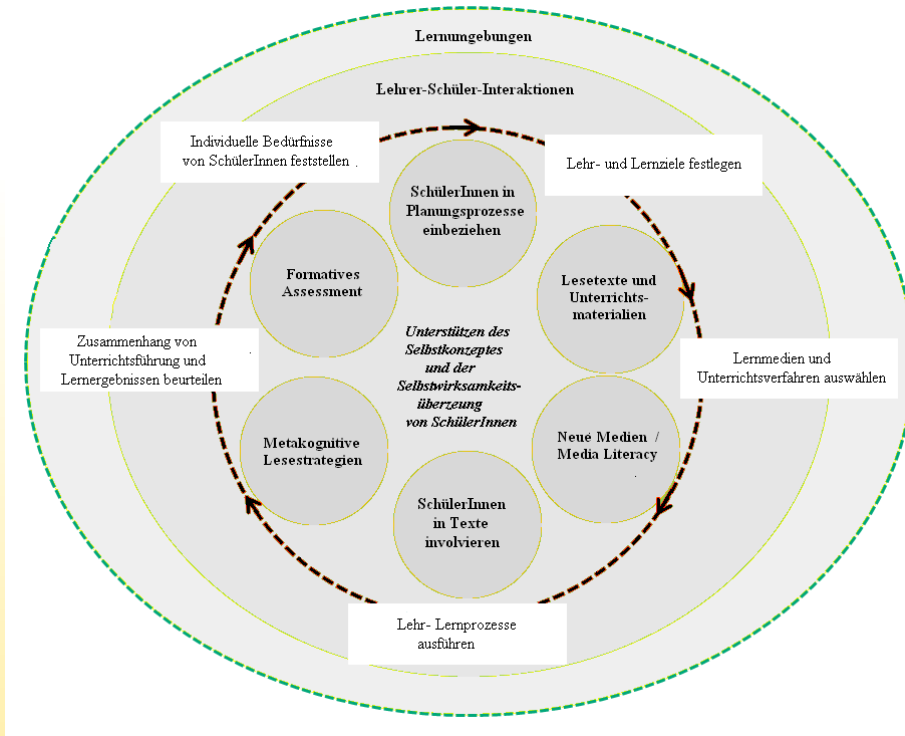 Lernumgebungen
Lehrer-Schüler-Interaktionen
Individuelle Bedürfnisse
von SchülerInnen feststellen .
Lehr- und Lernziele festlegen
SchülerInnen in
Planungsprozesse
einbeziehen
Formatives
Assessment
Lesetexte und
Unterrichts-
materialien
Unterstützen des
Selbstkonzeptes
und der
Selbstwirksamkeits-
überzeung
von SchülerInnen
Zusammenhang von
Unterrichtsführung und
Lernergebnissen beurteilen
Lernmedien und
Unterrichtsverfahren auswählen
Metakognitive
Lesestrategien
Neue Medien /
Media Literacy
SchülerInnen
in Texte
involvieren
Lehr- Lernprozesse
ausführen